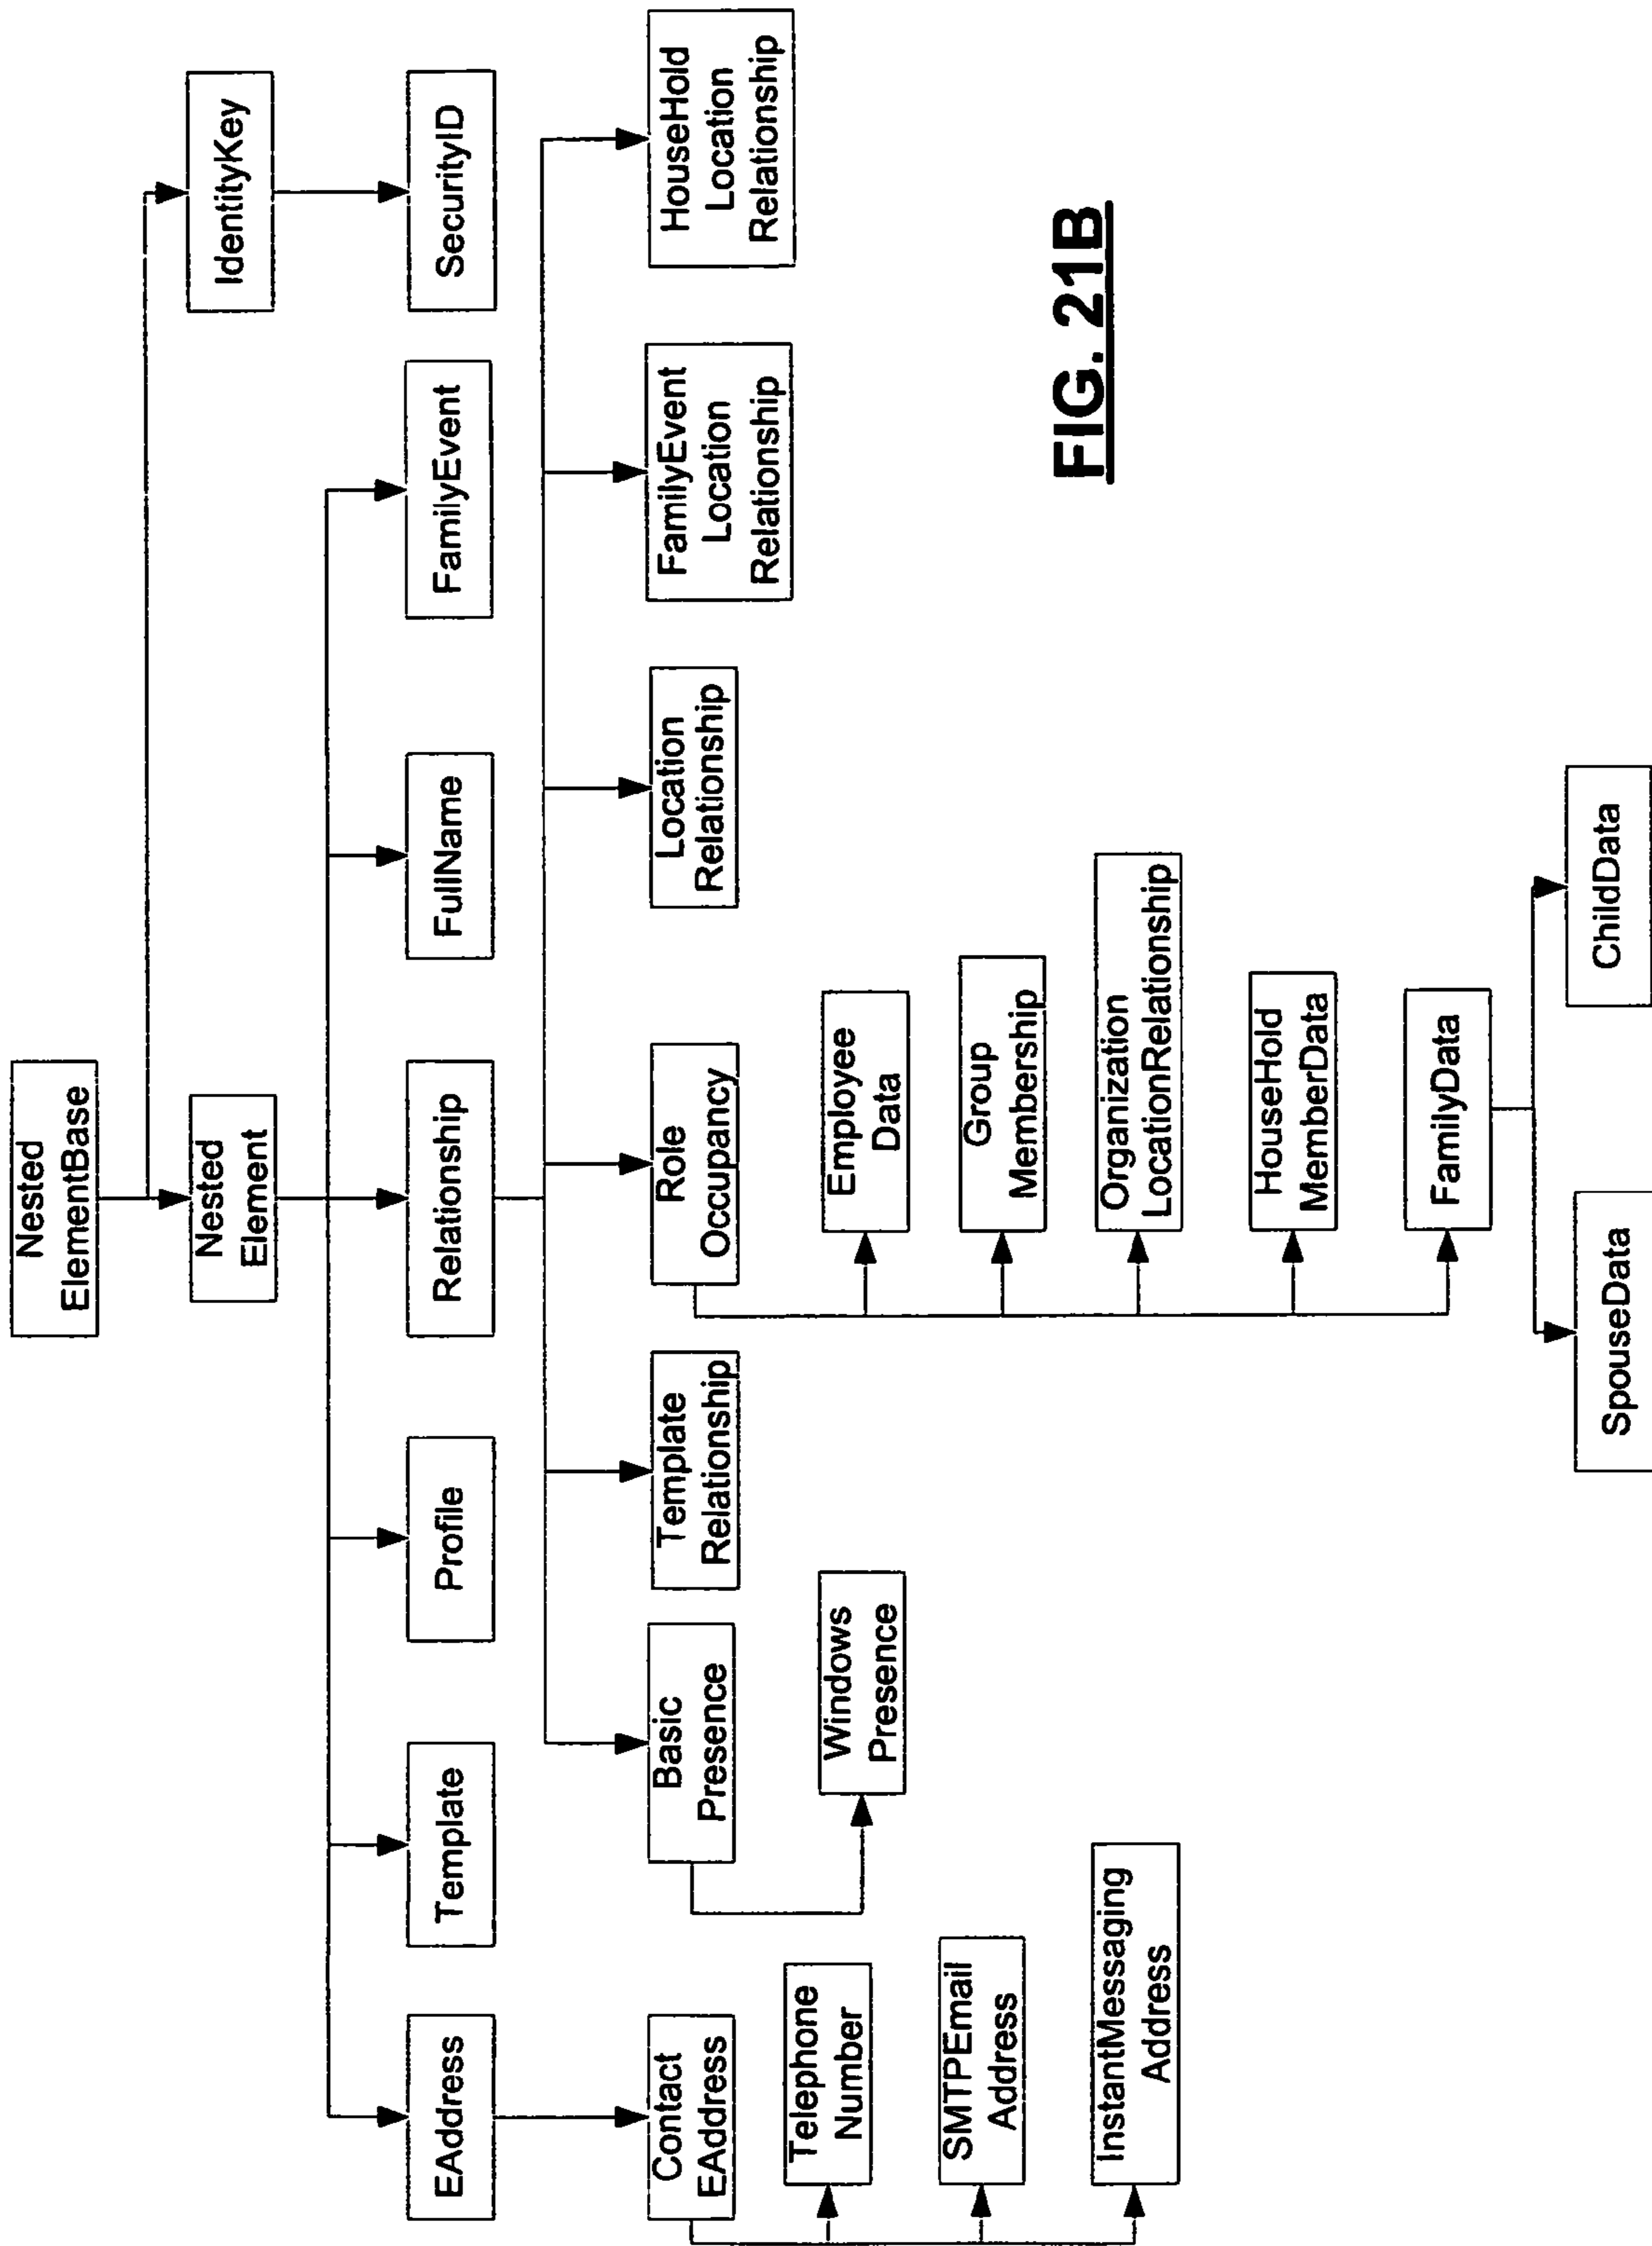 Nested
ElementBase
Nested
Element
IdentityKey
EAddress
Template
Profile
Relationship
FullName
FamilyEvent
SecurityID
Contact
EAddress
Basic
Presence
Template
Relationship
Role
Occupancy
Location
Relationship
FamilyEvent
Location
Relationship
HouseHold
Location
Relationship
Telephone
Number
SMTPEmail
Address
InstantMessaging
Address
Windows
Presence
Employee
Data
Group
Membership
Organization
LocationRelationship
HouseHold
MemberData
FamilyData
SpouseData
ChildData
FIG. 21B